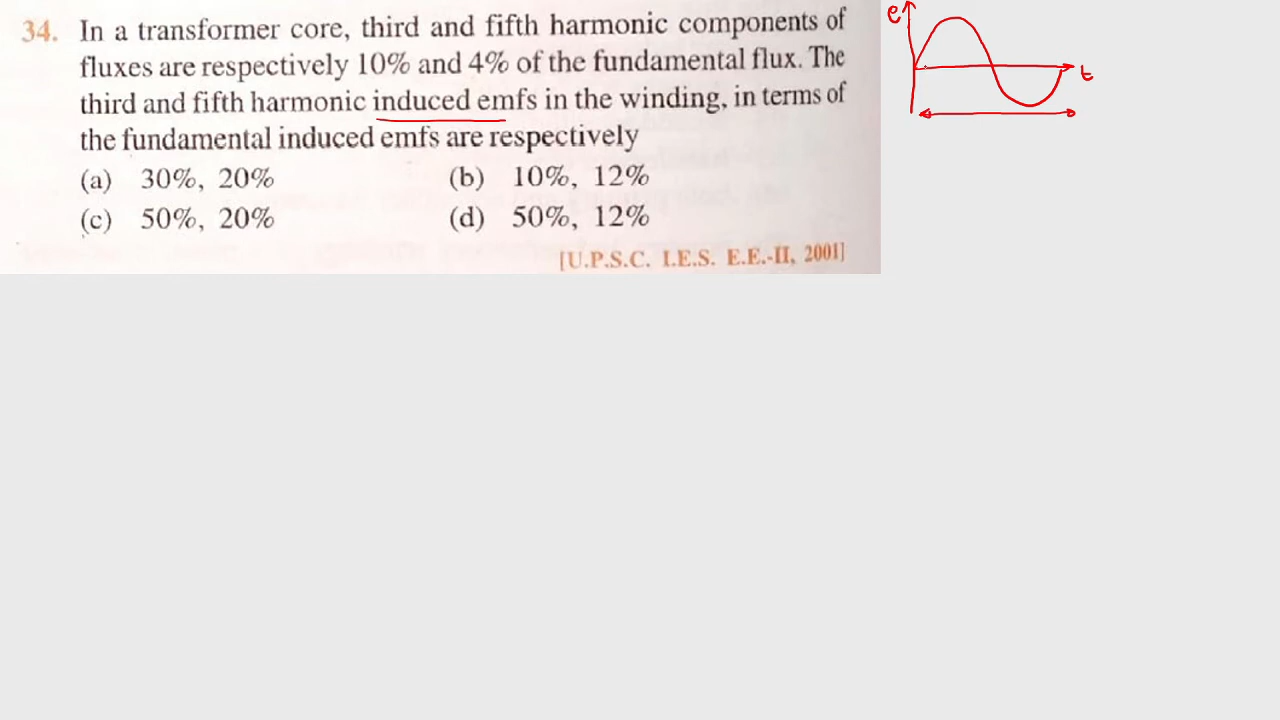 34. In a transformer core, third and fifth harmonic components of
fluxes are respectively 10% and 4% of the fundamental flux. The
third and fifth harmonic induced emfs in the winding, in terms of
the fundamental induced emfs are respectively
(a) 30%, 20% (b) 10%, 12%
(c) 50%, 20% (d) 50%, 12%
[U.P.S.C. I.E.S. E.E.-II, 2001]
e
t